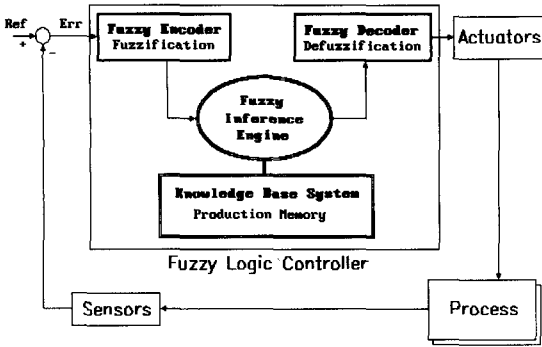 Ref
+
Err
-
Fuzzy Encoder
Fuzzification
Fuzzy Decoder
Defuzzification
Actuators
Fuzzy
Inference
Engine
Knowledge Base System
Production Memory
Fuzzy Logic Controller
Sensors
Process